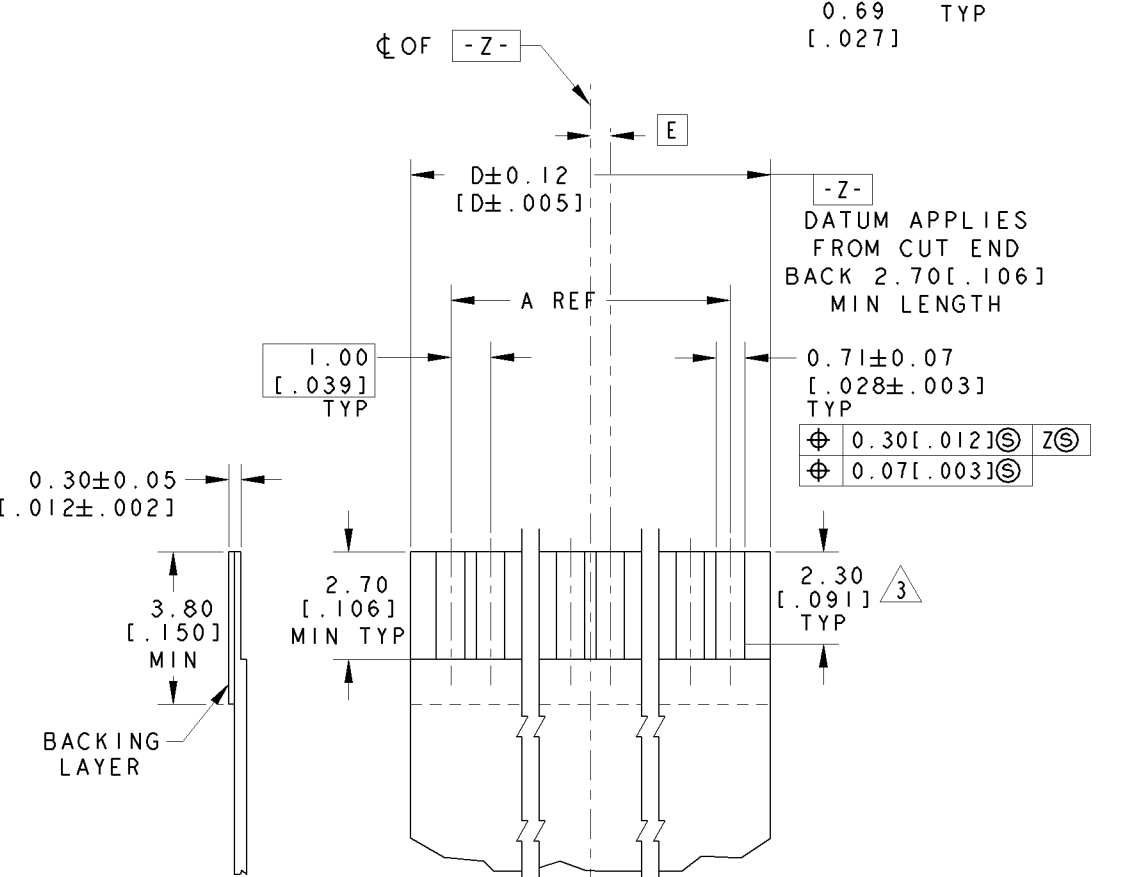 0.69 TYP
[.027]
℄ OF -Z-
E
D±0.12
[D±.005]
-Z-
DATUM APPLIES
FROM CUT END
BACK 2.70[.106]
MIN LENGTH
A REF
1.00
[.039]
TYP
0.71±0.07
[.028±.003]
TYP
⌖ 0.30[.012]Ⓢ ZⓈ
⌖ 0.07[.003]Ⓢ
0.30±0.05
[.012±.002]
2.70
[.106]
MIN TYP
2.30
[.091]
TYP
3
3.80
[.150]
MIN
BACKING
LAYER